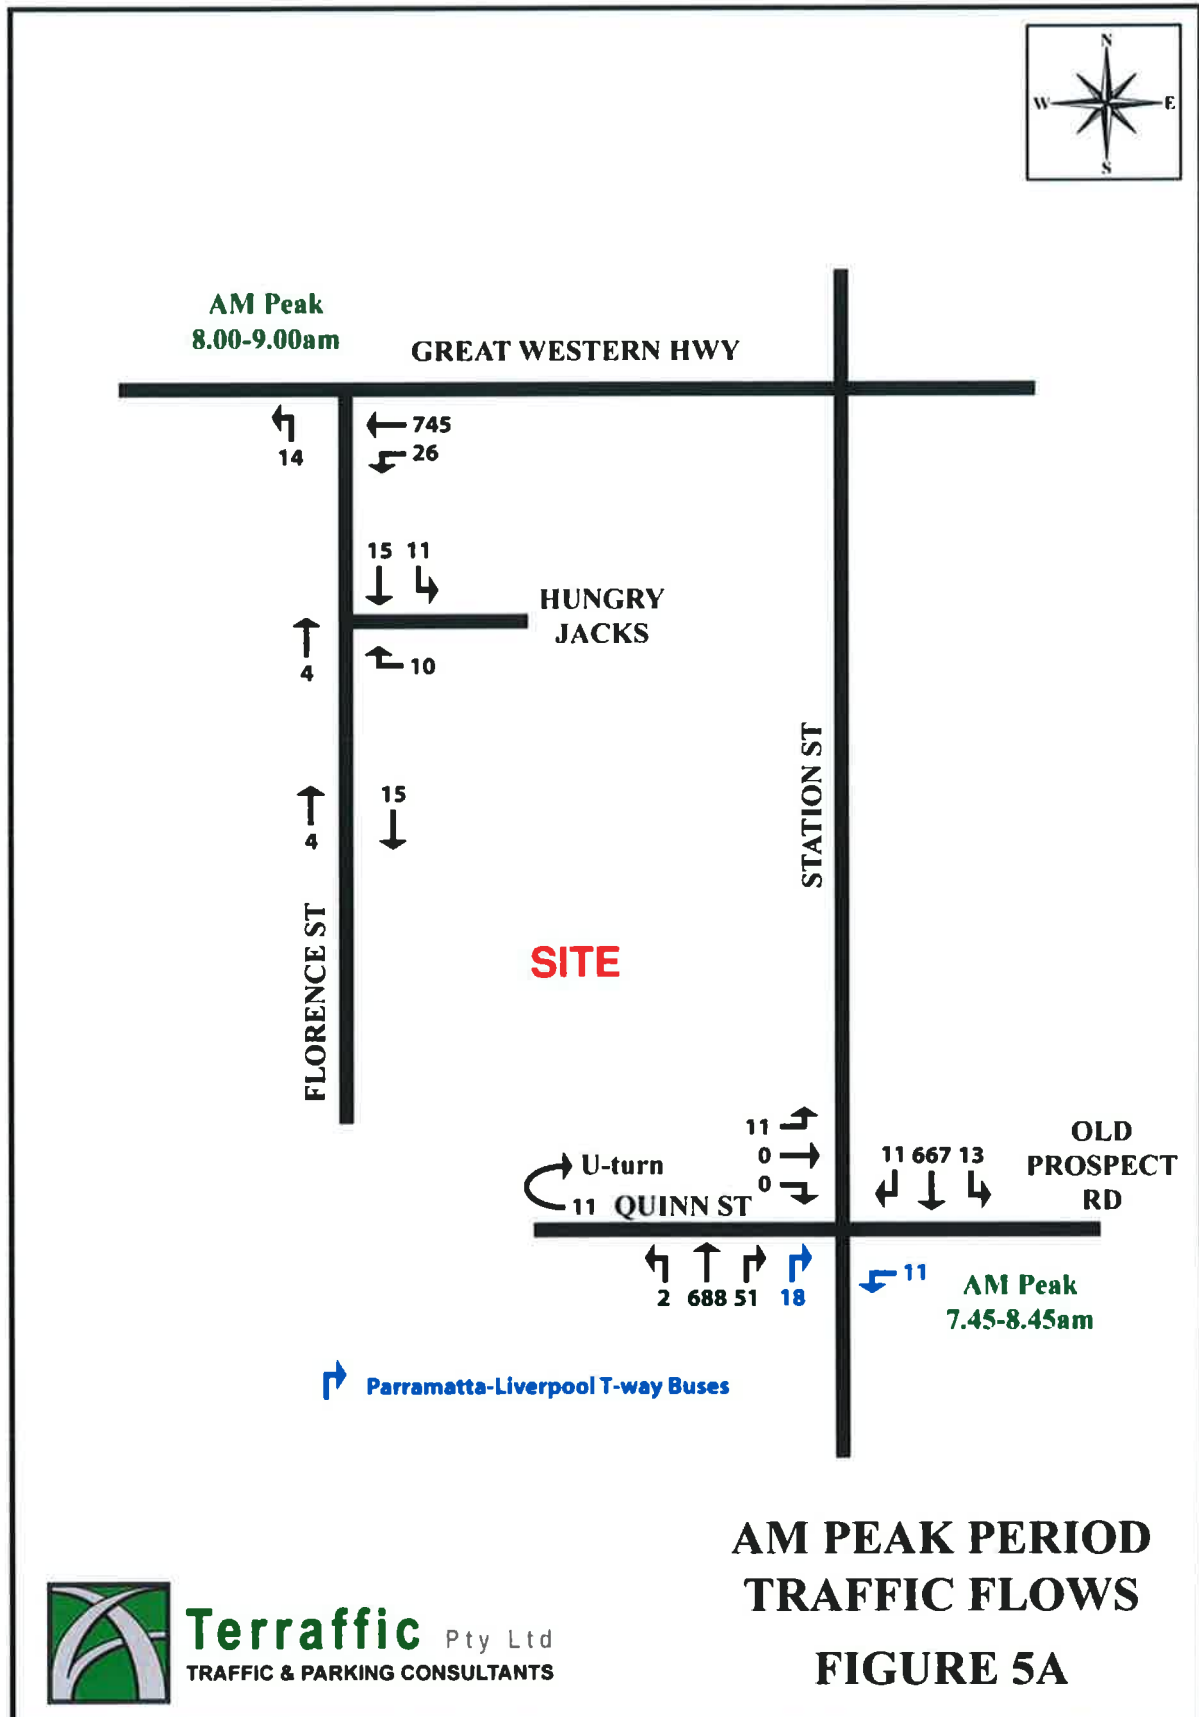 N
W E
S
AM Peak
8.00-9.00am
GREAT WESTERN HWY
745
14
26
15 11
HUNGRY
JACKS
4
10
STATION ST
15
4
FLORENCE ST
SITE
11
0
0
11 667 13
OLD
PROSPECT
RD
U-turn
11 QUINN ST
2 688 51 18
11
AM Peak
7.45-8.45am
Parramatta-Liverpool T-way Buses
AM PEAK PERIOD
TRAFFIC FLOWS
FIGURE 5A
Terraffic Pty Ltd
TRAFFIC & PARKING CONSULTANTS